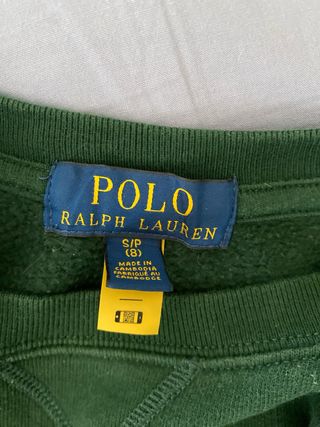 POLO
RALPH LAUREN
S/P
(8)
MADE IN
CAMBODIA
FABRIQUÉ AU
CAMBODGE